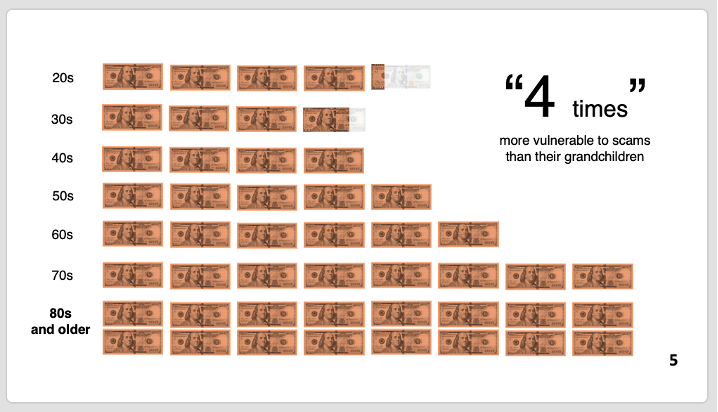 20s
30s
40s
50s
60s
70s
80s
and older
“4 times”
more vulnerable to scams
than their grandchildren
5